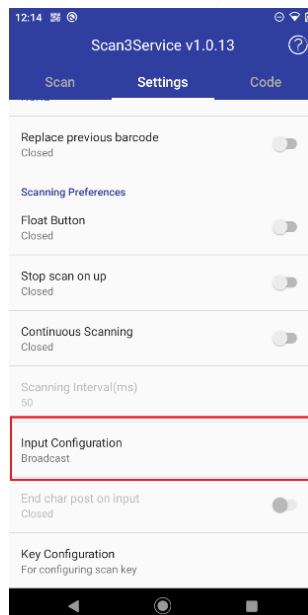 12:14
Scan3Service v1.0.13
?
Scan Settings Code
Replace previous barcode
Closed
Scanning Preferences
Float Button
Closed
Stop scan on up
Closed
Continuous Scanning
Closed
Scanning Interval(ms)
50
Input Configuration
Broadcast
End char post on input
Closed
Key Configuration
For configuring scan key